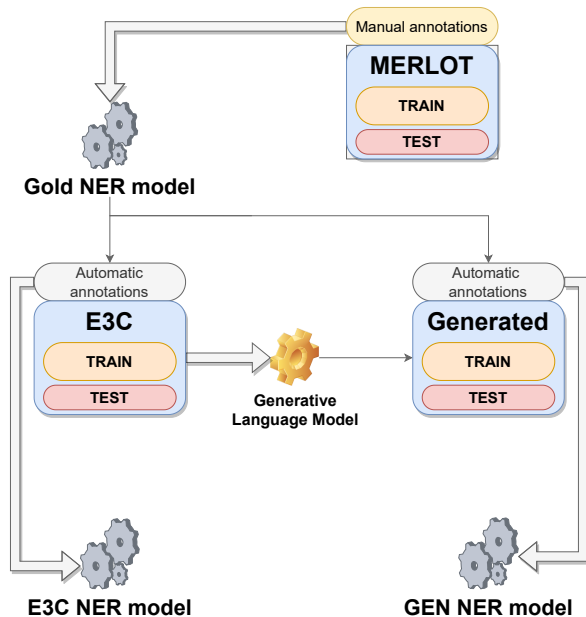 Manual annotations
MERLOT
TRAIN
TEST
Gold NER model
Automatic
annotations
E3C
TRAIN
TEST
Generative
Language Model
Automatic
annotations
Generated
TRAIN
TEST
E3C NER model
GEN NER model